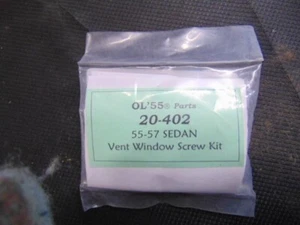 OL'55® Parts
20-402
55-57 SEDAN
Vent Window Screw Kit